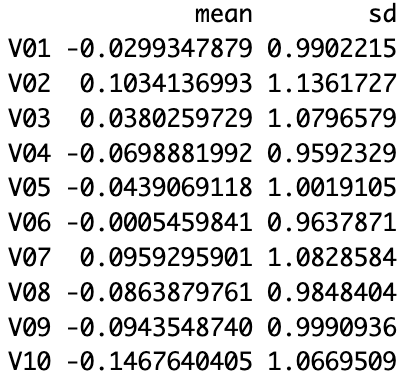 mean sd
V01 -0.0299347879 0.9902215
V02 0.1034136993 1.1361727
V03 0.0380259729 1.0796579
V04 -0.0698881992 0.9592329
V05 -0.0439069118 1.0019105
V06 -0.0005459841 0.9637871
V07 0.0959295901 1.0828584
V08 -0.0863879761 0.9848404
V09 -0.0943548740 0.9990936
V10 -0.1467640405 1.0669509